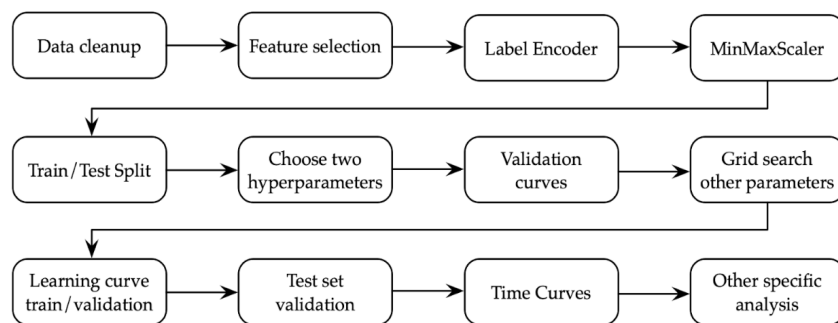 Data cleanup
Feature selection
Label Encoder
MinMaxScaler
Train/Test Split
Choose two
hyperparameters
Validation
curves
Grid search
other parameters
Learning curve
train/validation
Test set
validation
Time Curves
Other specific
analysis